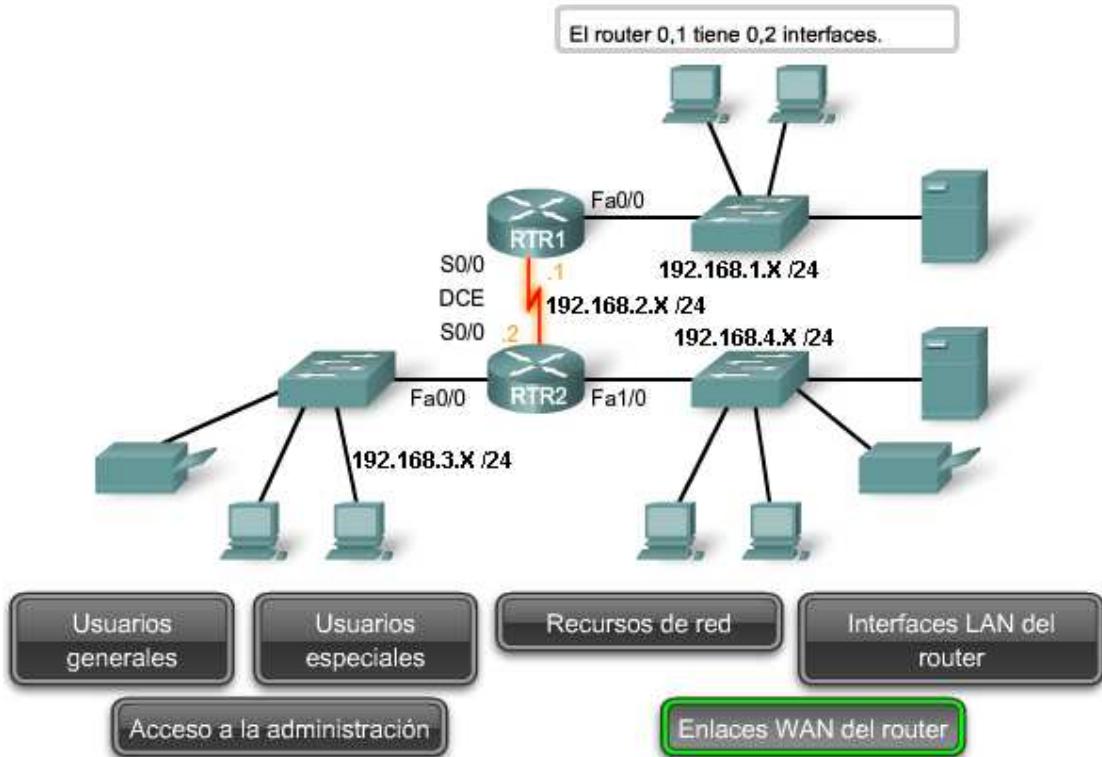 El router 0,1 tiene 0,2 interfaces.
Fa0/0
RTR1
S0/0
.1
192.168.1.X /24
DCE
192.168.2.X /24
S0/0
.2
192.168.4.X /24
Fa0/0
RTR2
Fa1/0
192.168.3.X /24
Usuarios
generales
Usuarios
especiales
Recursos de red
Interfaces LAN del
router
Acceso a la administración
Enlaces WAN del router